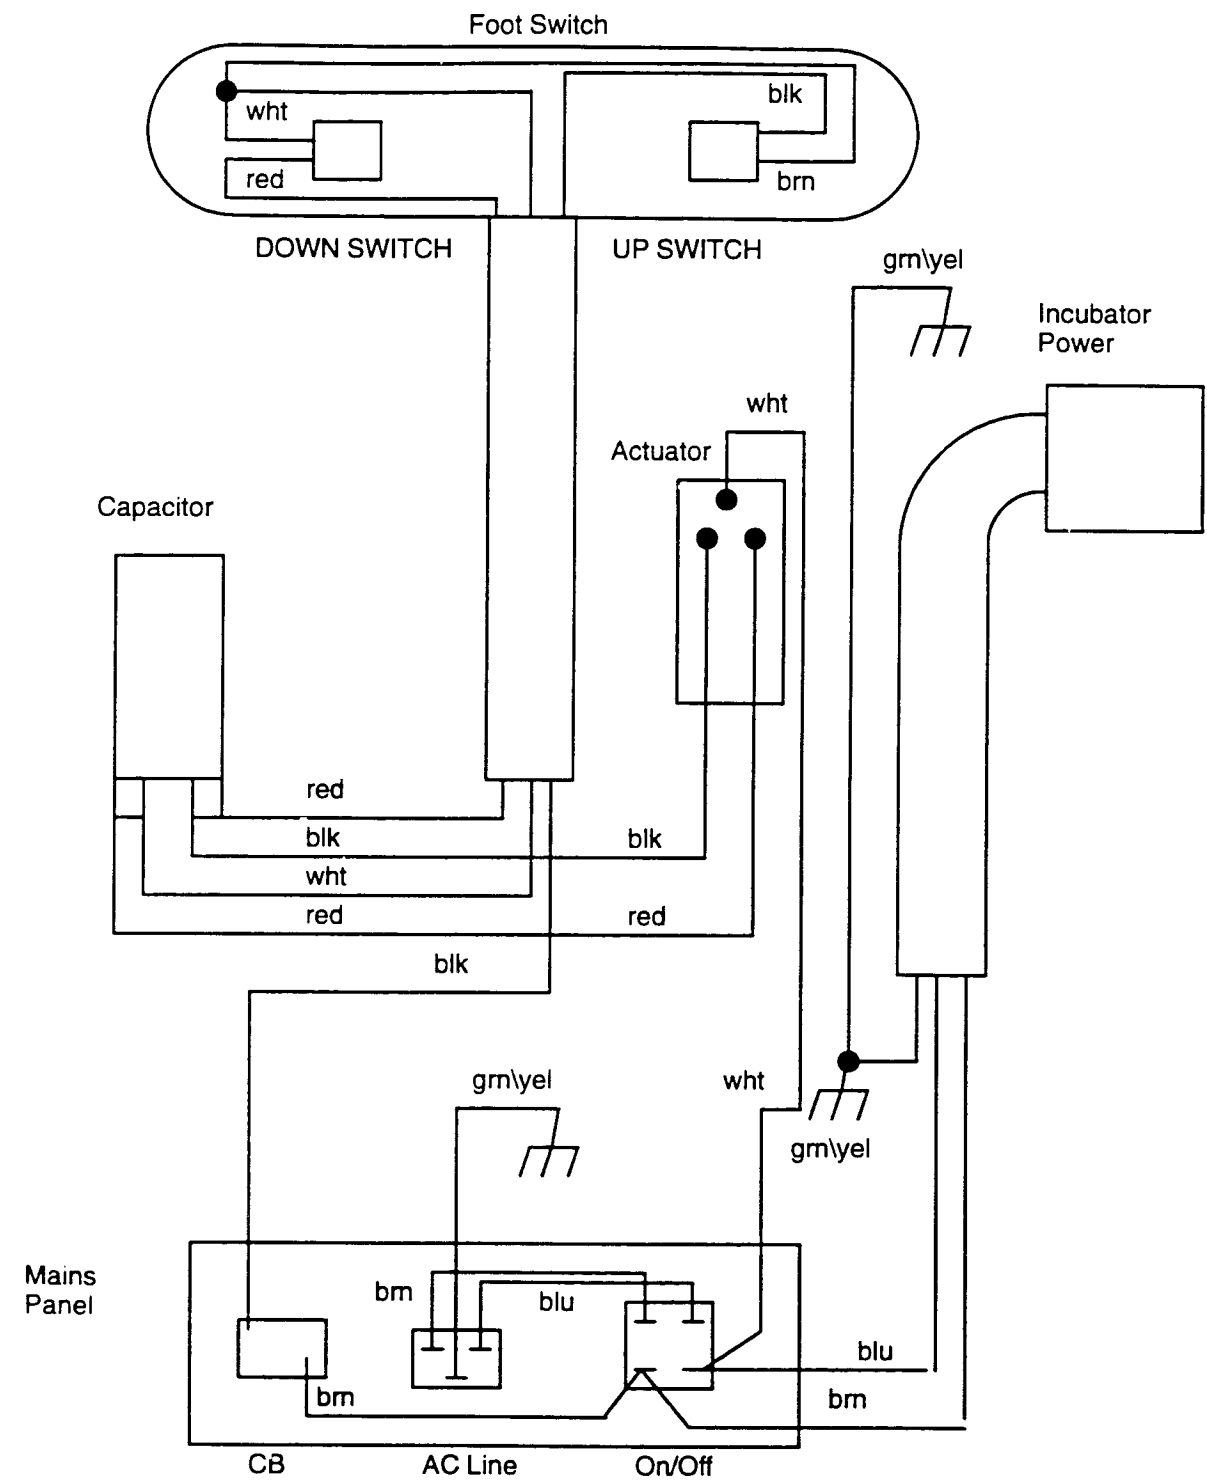 Foot Switch
blk
wht
red
brn
DOWN SWITCH
UP SWITCH
grn\yel
Incubator
Power
wht
Actuator
Capacitor
red
blk
blk
wht
red
red
blk
grn\yel
wht
grn\yel
Mains
Panel
brn
blu
blu
brn
brn
CB
AC Line
On/Off